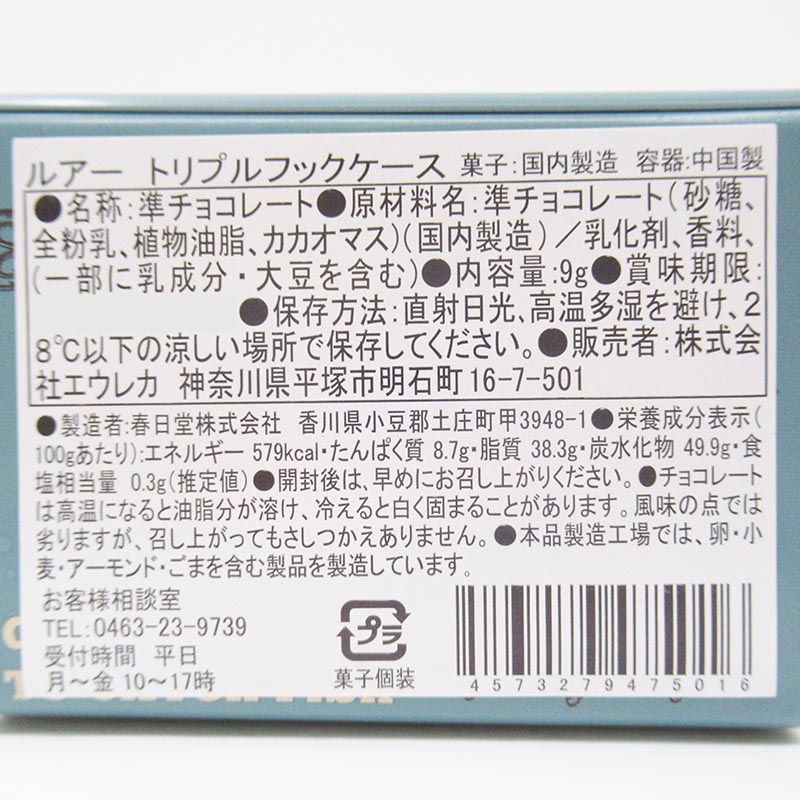 ルアー　トリプルフックケース　菓子：国内製造　容器：中国製
●名称：準チョコレート●原材料名：準チョコレート（砂糖、
全粉乳、植物油脂、カカオマス）（国内製造）／乳化剤、香料、
（一部に乳成分・大豆を含む）●内容量：9g●賞味期限：
●保存方法：直射日光、高温多湿を避け、2
8℃以下の涼しい場所で保存してください。●販売者：株式会
社エウレカ　神奈川県平塚市明石町16-7-501
●製造者：春日堂株式会社　香川県小豆郡土庄町甲3948-1●栄養成分表示（
100gあたり）：エネルギー 579kcal・たんぱく質 8.7g・脂質 38.3g・炭水化物 49.9g・食
塩相当量 0.3g（推定値）●開封後は、早めにお召し上がりください。●チョコレート
は高温になると油脂分が溶け、冷えると白く固まることがあります。風味の点では
劣りますが、召し上がってもさしつかえありません。●本品製造工場では、卵・小
麦・アーモンド・ごまを含む製品を製造しています。
お客様相談室
TEL:0463-23-9739
受付時間　平日
月～金 10～17時
プラ
菓子個装
4573279475016